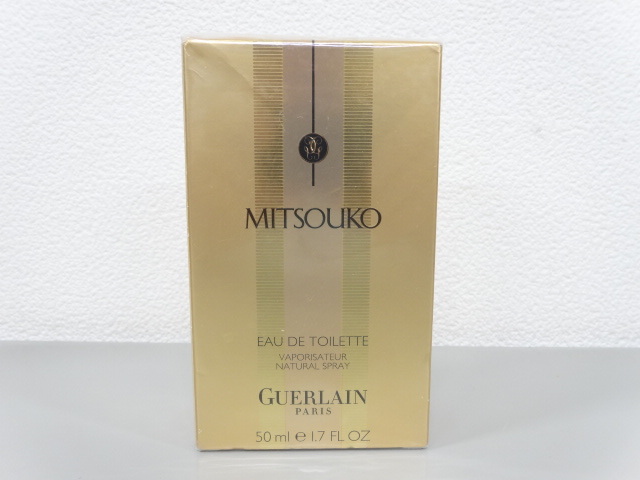 MITSOUKO
EAU DE TOILETTE
VAPORISATEUR
NATURAL SPRAY
GUERLAIN
PARIS
50 ml ℮ 1.7 FL OZ